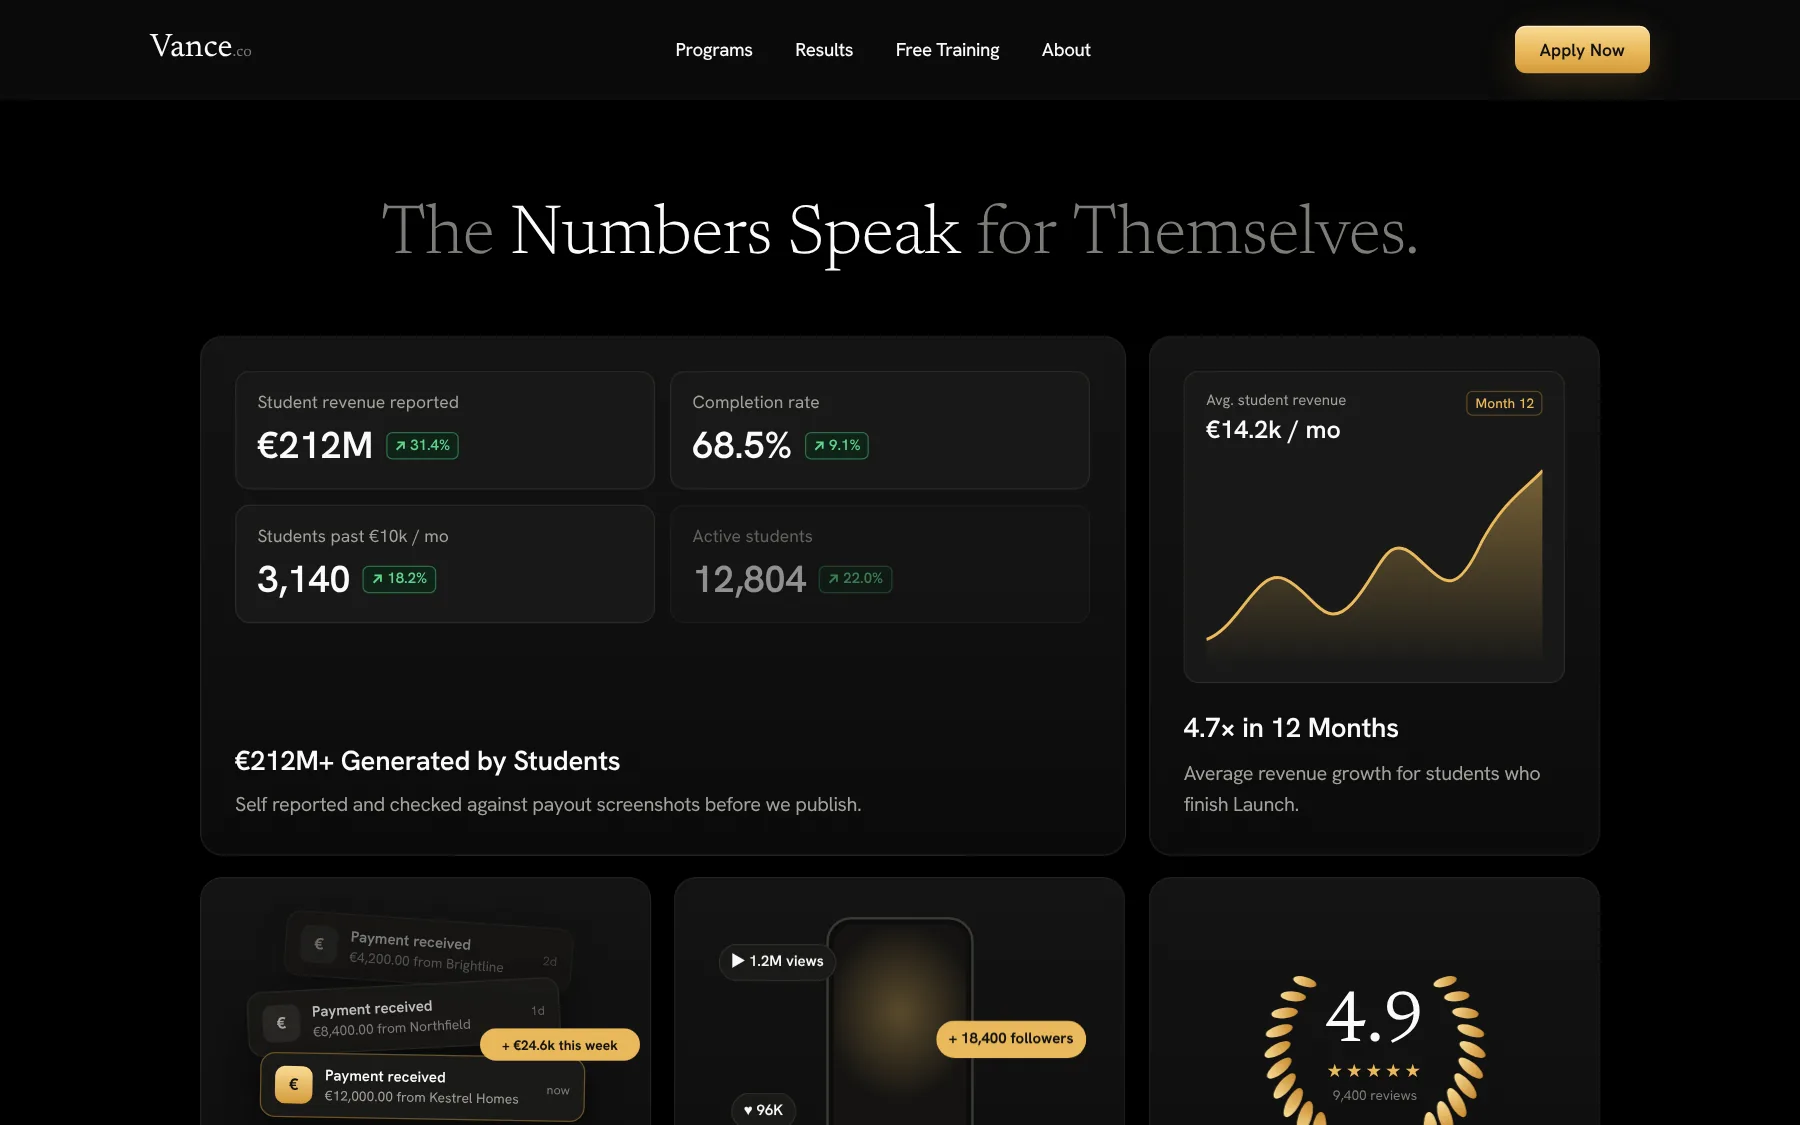 Vance.co
Programs
Results
Free Training
About
Apply Now
The Numbers Speak for Themselves.
Student revenue reported
€212M
↗ 31.4%
Completion rate
68.5%
↗ 9.1%
Students past €10k / mo
3,140
↗ 18.2%
Active students
12,804
↗ 22.0%
€212M+ Generated by Students
Self reported and checked against payout screenshots before we publish.
Avg. student revenue
€14.2k / mo
Month 12
4.7× in 12 Months
Average revenue growth for students who
finish Launch.
€
Payment received
€4,200.00 from Brightline
2d
€
Payment received
€8,400.00 from Northfield
1d
+ €24.6k this week
€
Payment received
€12,000.00 from Kestrel Homes
now
▶ 1.2M views
+ 18,400 followers
♥ 96K
4.9
★★★★★
9,400 reviews